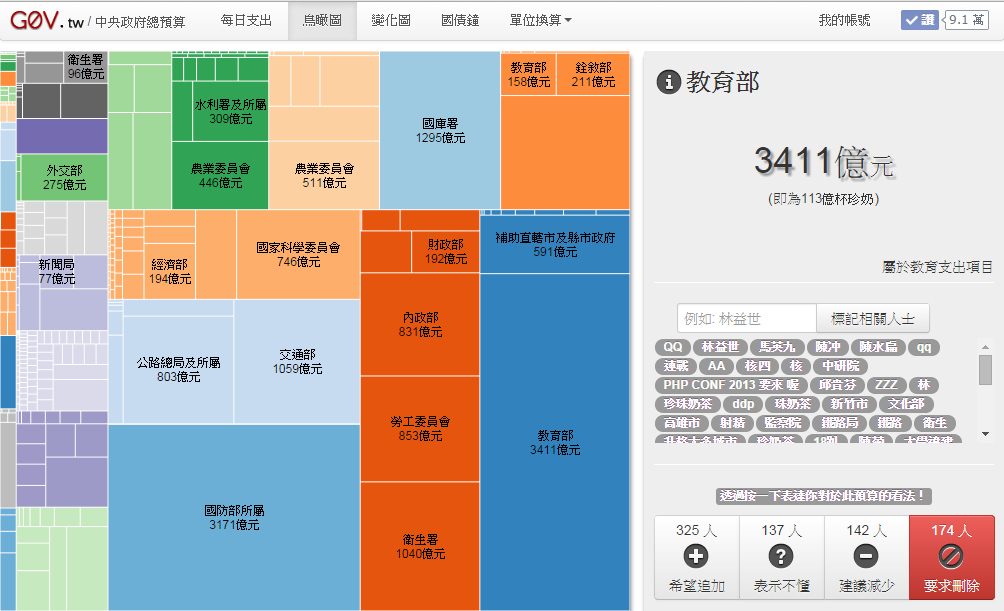 G0V.tw / 中央政府總預算
每日支出
鳥瞰圖
變化圖
國債鐘
單位換算
我的帳號
讚
9.1 萬
衛生署
96億元
外交部
275億元
新聞局
77億元
水利署及所屬
309億元
農業委員會
446億元
農業委員會
511億元
國庫署
1295億元
教育部
158億元
銓敘部
211億元
經濟部
194億元
國家科學委員會
746億元
財政部
192億元
補助直轄市及縣市政府
591億元
公路總局及所屬
803億元
交通部
1059億元
內政部
831億元
勞工委員會
853億元
教育部
3411億元
國防部所屬
3171億元
衛生署
1040億元
教育部
3411億元
(即為113億杯珍奶)
屬於教育支出項目
例如: 林益世
標記相關人士
QQ 林益世 馬英九 陳冲 陳水扁 qq
連戰 AA 核四 核 中研院
PHP CONF 2013 要來 喔 邱貴芬 ZZZ 林
珍珠奶茶 ddp 珠奶茶 新竹市 文化部
高雄市 射精 監察院 鐵路局 鐵路 衛生
透過按一下表達你對於此預算的看法！
325 人
希望追加
137 人
表示不懂
142 人
建議減少
174 人
要求刪除